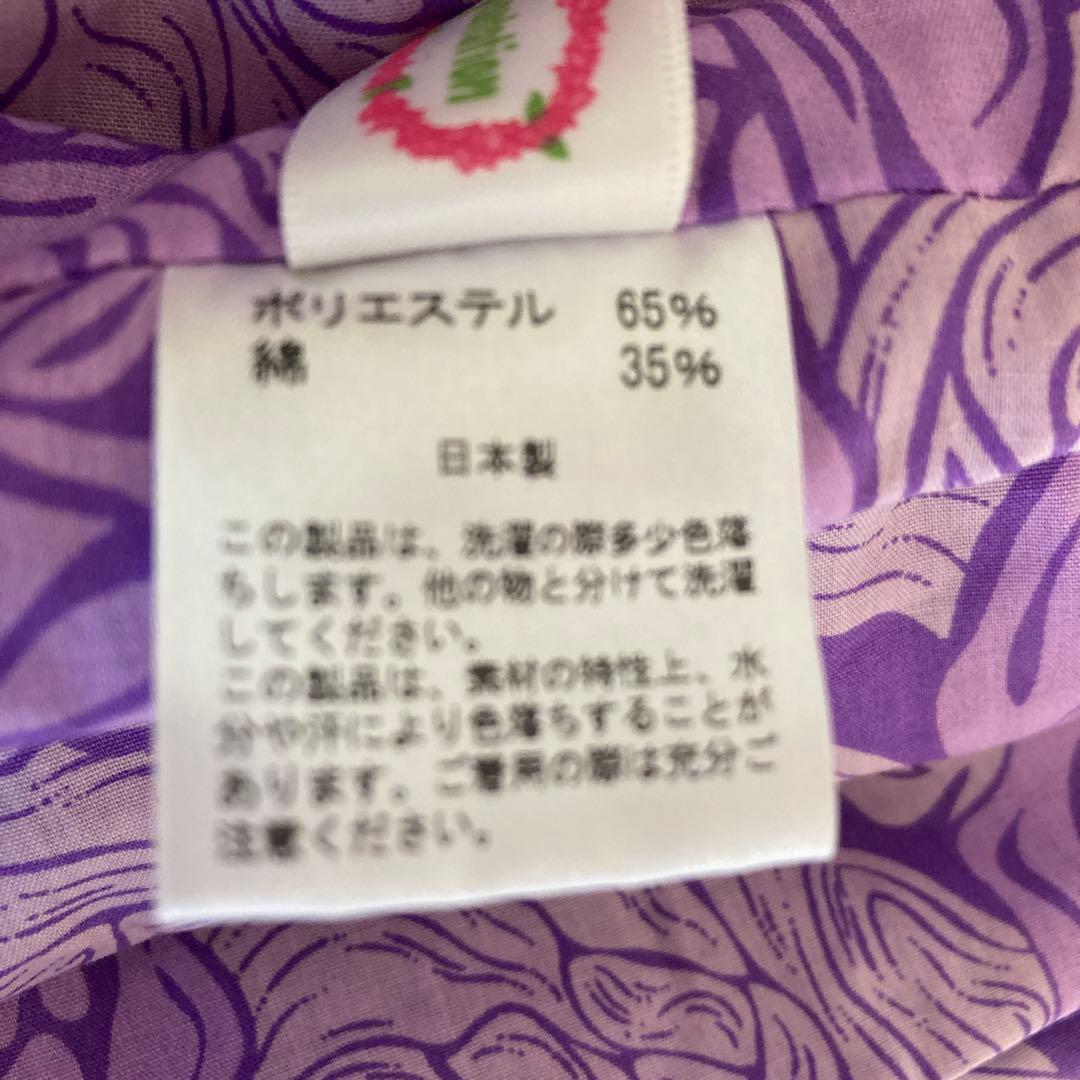 ポリエステル 65%
綿 35%
日本製
この製品は、洗濯の際多少色落
ちします。他の物と分けて洗濯
してください。
この製品は、素材の特性上、水
分や汗により色落ちすることが
あります。ご着用の際は充分ご
注意ください。